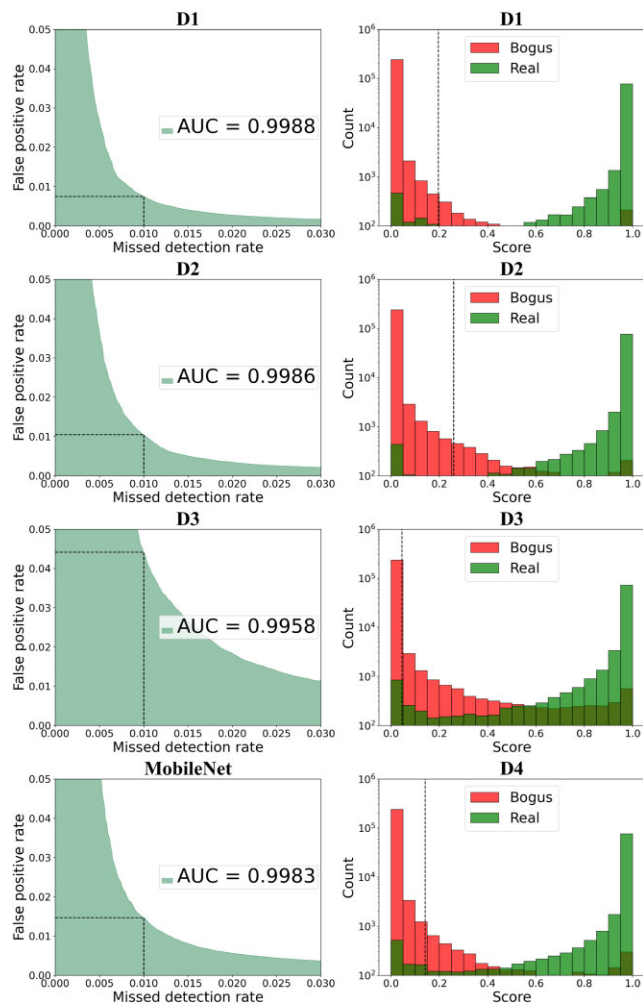 D1
0.05
0.04
0.03
0.02
0.01
0.00
False positive rate
AUC = 0.9988
0.000 0.005 0.010 0.015 0.020 0.025 0.030
Missed detection rate
D1
10^6
10^5
10^4
10^3
10^2
Count
Bogus
Real
0.0 0.2 0.4 0.6 0.8 1.0
Score
D2
0.05
0.04
0.03
0.02
0.01
0.00
False positive rate
AUC = 0.9986
0.000 0.005 0.010 0.015 0.020 0.025 0.030
Missed detection rate
D2
10^6
10^5
10^4
10^3
10^2
Count
Bogus
Real
0.0 0.2 0.4 0.6 0.8 1.0
Score
D3
0.05
0.04
0.03
0.02
0.01
0.00
False positive rate
AUC = 0.9958
0.000 0.005 0.010 0.015 0.020 0.025 0.030
Missed detection rate
D3
10^6
10^5
10^4
10^3
10^2
Count
Bogus
Real
0.0 0.2 0.4 0.6 0.8 1.0
Score
MobileNet
0.05
0.04
0.03
0.02
0.01
0.00
False positive rate
AUC = 0.9983
0.000 0.005 0.010 0.015 0.020 0.025 0.030
Missed detection rate
D4
10^6
10^5
10^4
10^3
10^2
Count
Bogus
Real
0.0 0.2 0.4 0.6 0.8 1.0
Score